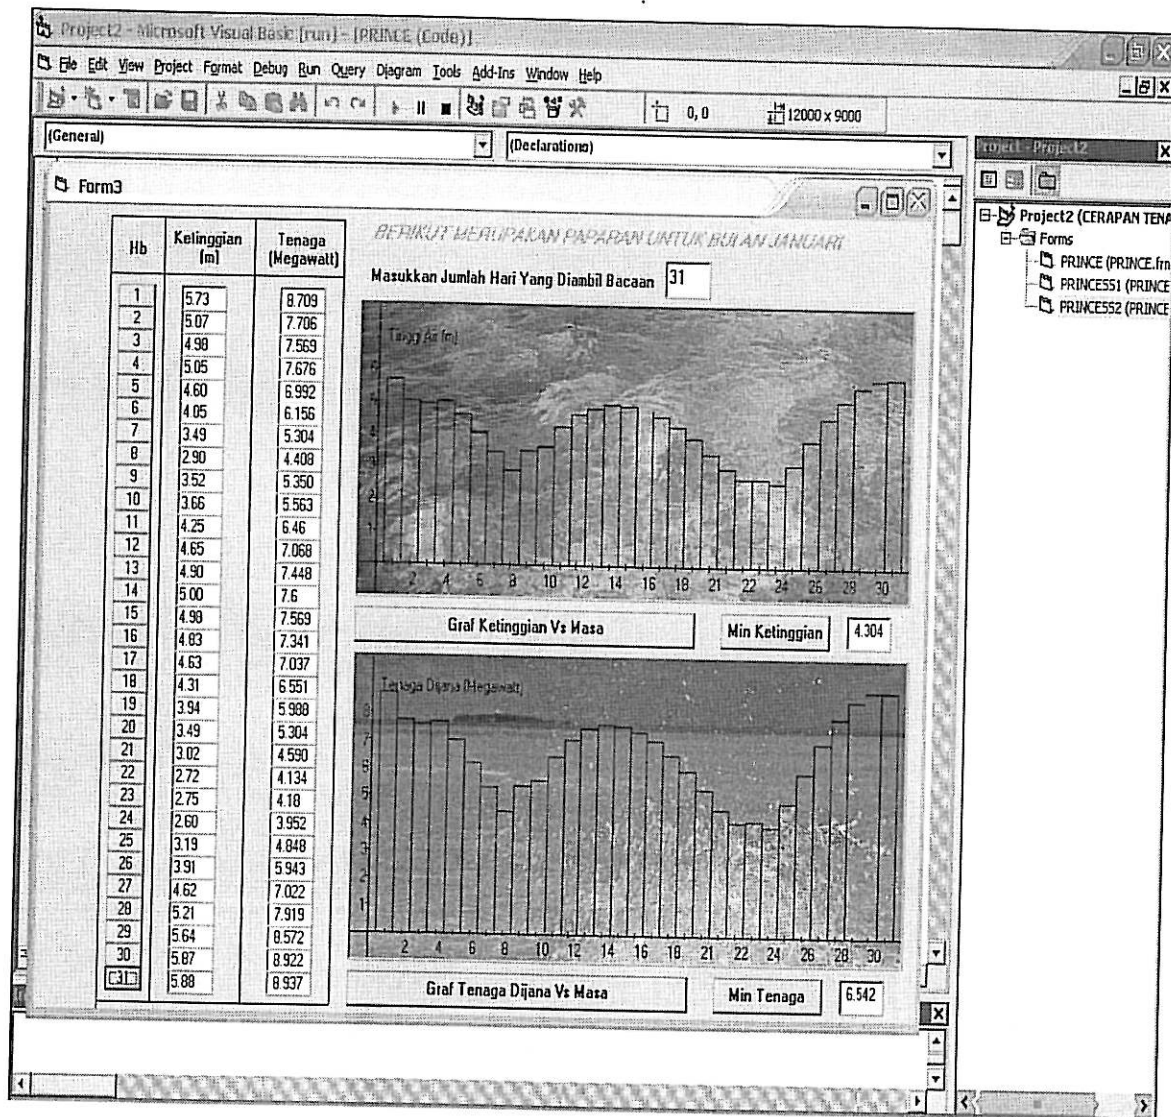 Project2 - Microsoft Visual Basic [run] - [PRINCE (Code)]
File Edit View Project Format Debug Run Query Diagram Tools Add-Ins Window Help
0, 0 12000 x 9000
(General) (Declarations)
Project - Project2
Project2 (CERAPAN TENA
Forms
PRINCE (PRINCE.frn
PRINCESS1 (PRINCE
PRINCESS2 (PRINCE
Form3
BERIKUT MERUPAKAN PAPARAN UNTUK BULAN JANUARI
Masukkan Jumlah Hari Yang Diambil Bacaan 31
Hb Ketinggian (m) Tenaga (Megawatt)
1 5.73 8.709
2 5.07 7.706
3 4.98 7.569
4 5.05 7.676
5 4.60 6.992
6 4.05 6.156
7 3.49 5.304
8 2.90 4.408
9 3.52 5.350
10 3.66 5.563
11 4.25 6.46
12 4.65 7.068
13 4.90 7.448
14 5.00 7.6
15 4.98 7.569
16 4.83 7.341
17 4.63 7.037
18 4.31 6.551
19 3.94 5.988
20 3.49 5.304
21 3.02 4.590
22 2.72 4.134
23 2.75 4.18
24 2.60 3.952
25 3.19 4.848
26 3.91 5.943
27 4.62 7.022
28 5.21 7.919
29 5.64 8.572
30 5.87 8.922
31 5.88 8.937
Tinggi Air (m)
2 4 6 8 10 12 14 16 18 21 22 24 26 28 30
Graf Ketinggian Vs Masa Min Ketinggian 4.304
Tenaga Dijana (Megawatt)
2 4 6 8 10 12 14 16 18 21 22 24 26 28 30
Graf Tenaga Dijana Vs Masa Min Tenaga 6.542